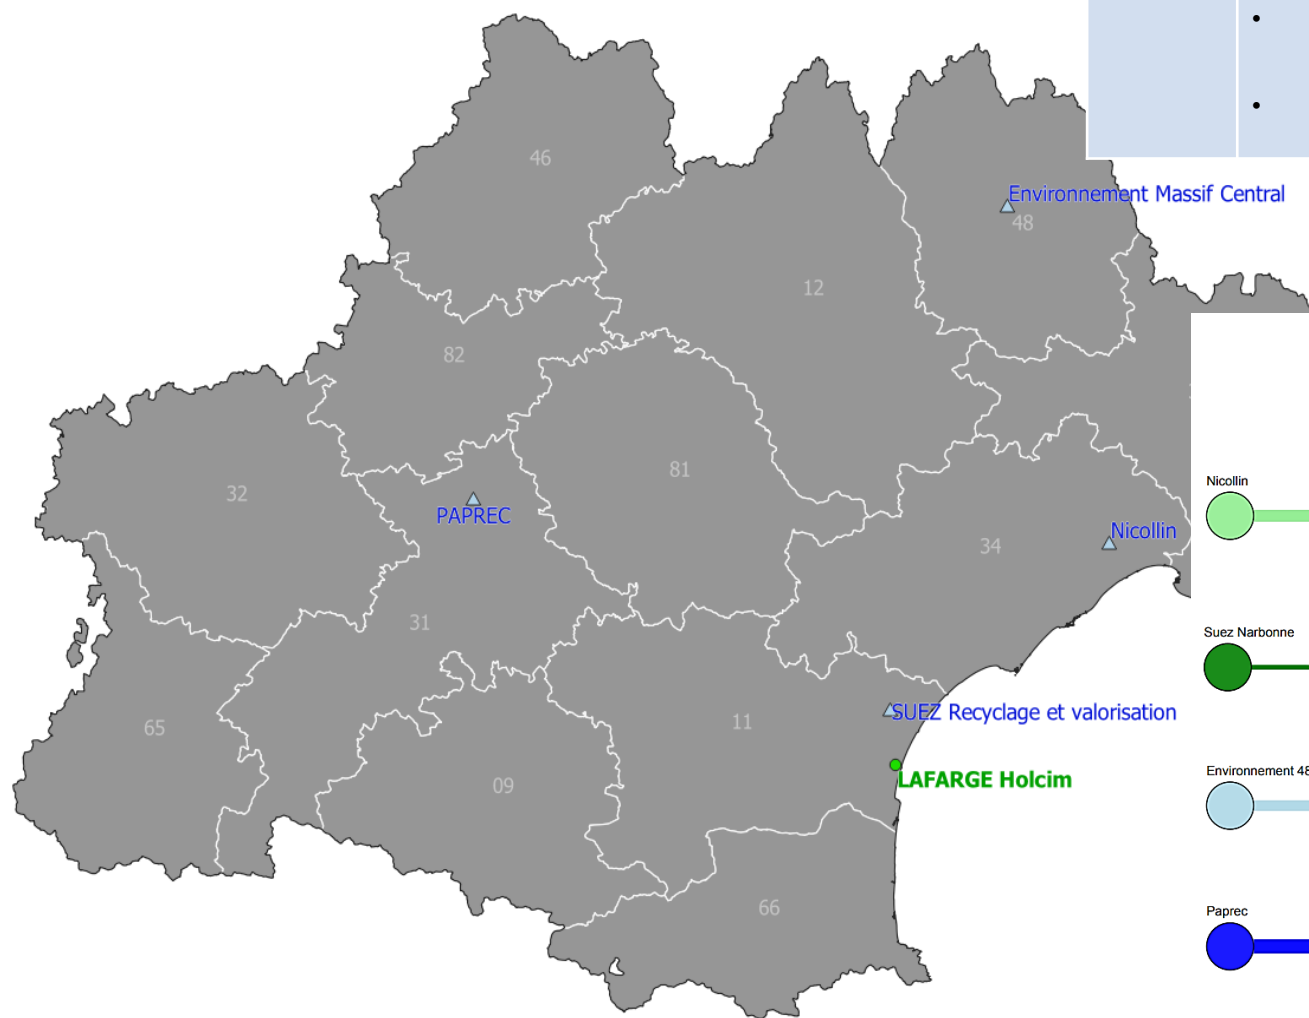 46
Environnement Massif Central
48
12
82
81
32
PAPREC
Nicollin
34
31
65
11
SUEZ Recyclage et valorisation
LAFARGE Holcim
09
66
Nicollin
Suez Narbonne
Environnement 48
Paprec